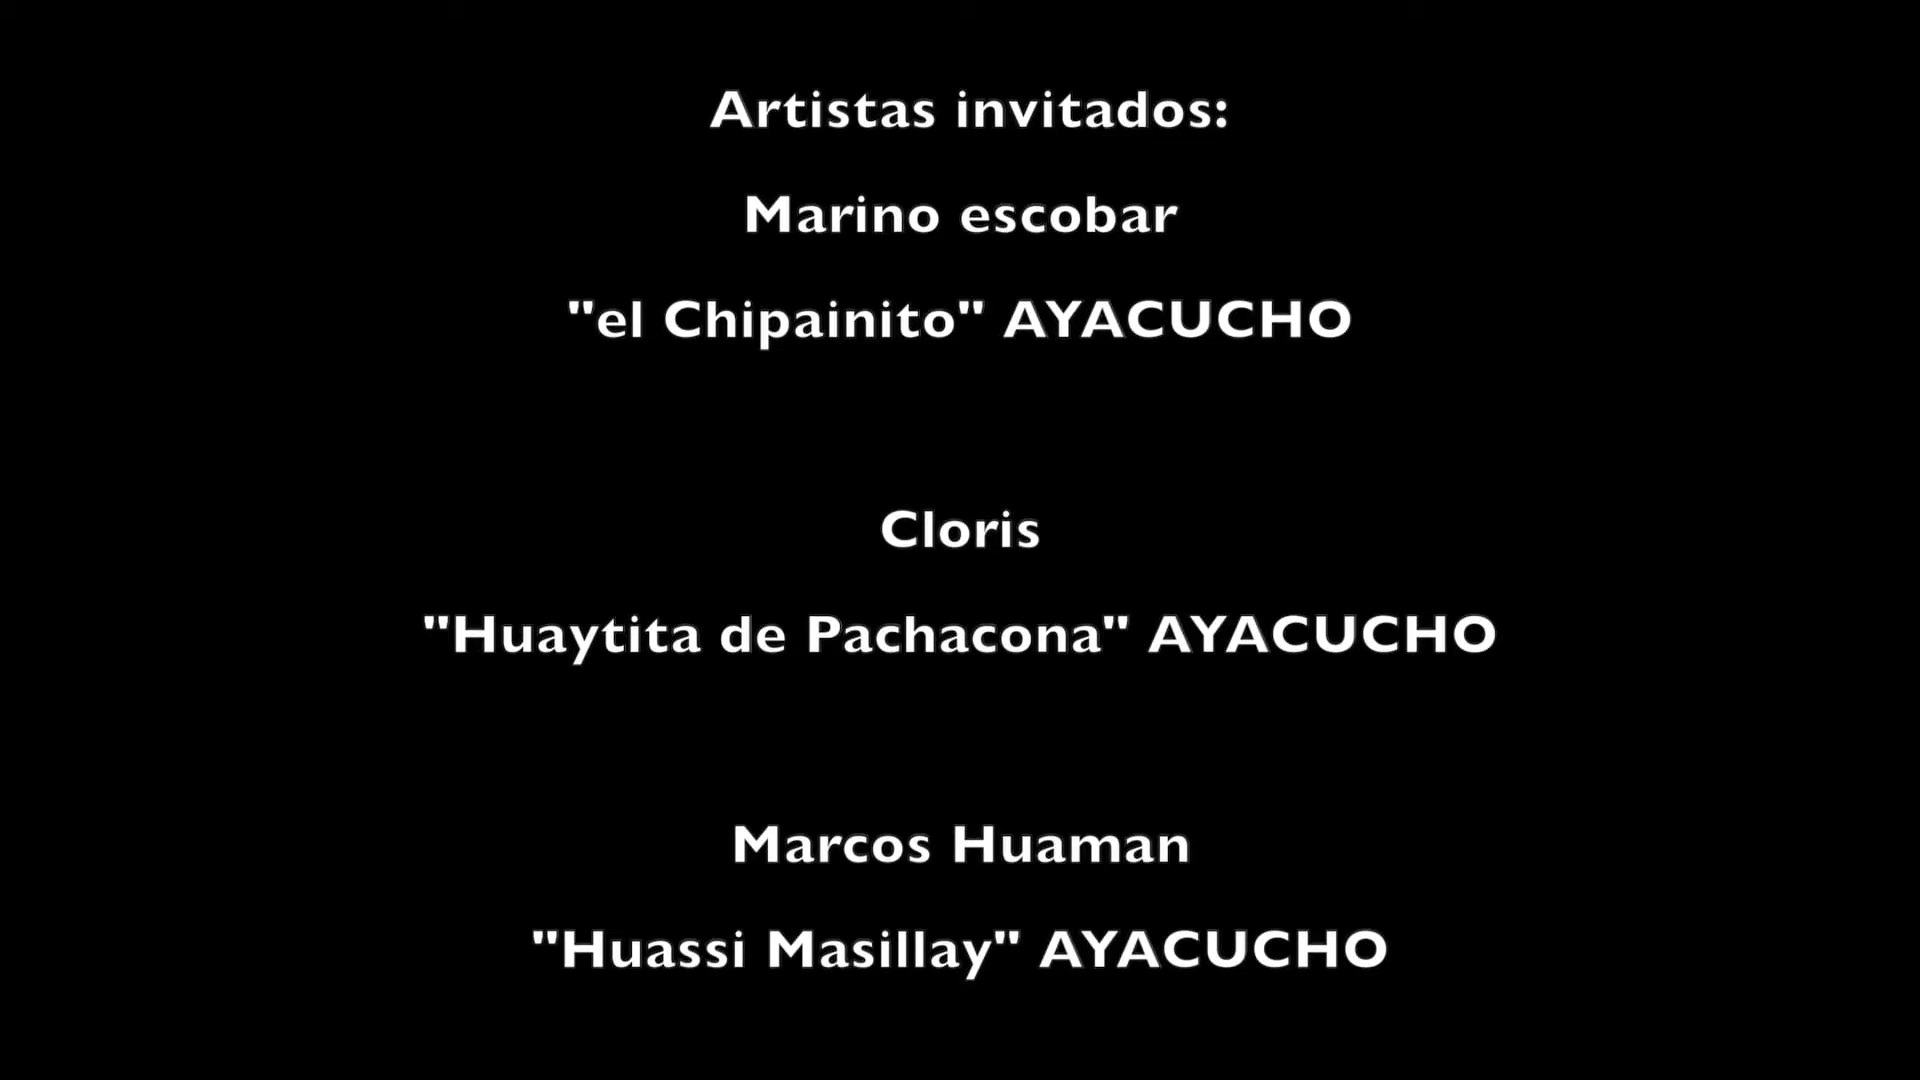 Artistas invitados:
Marino escobar
"el Chipainito" AYACUCHO
Cloris
"Huaytita de Pachacona" AYACUCHO
Marcos Huaman
"Huassi Masillay" AYACUCHO